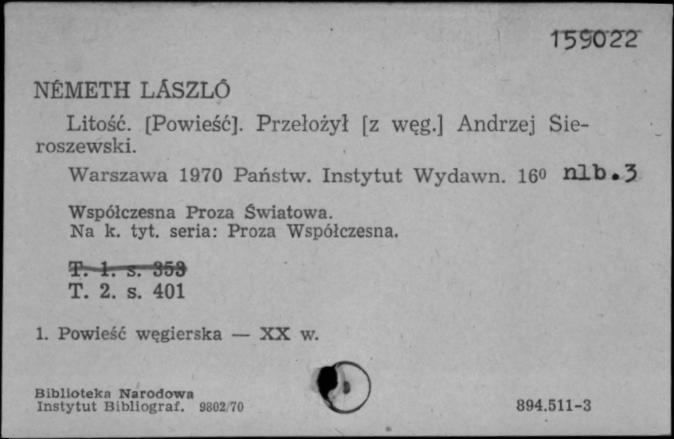 159022
NÉMETH LÁSZLÓ
Litość. [Powieść]. Przełożył [z węg.] Andrzej Sie-
roszewski.
Warszawa 1970 Państw. Instytut Wydawn. 16⁰ nlb.3
Współczesna Proza Światowa.
Na k. tyt. seria: Proza Współczesna.
T. 1. s. 353
T. 2. s. 401
1. Powieść węgierska — XX w.
Biblioteka Narodowa
Instytut Bibliograf. 9802/70
894.511-3